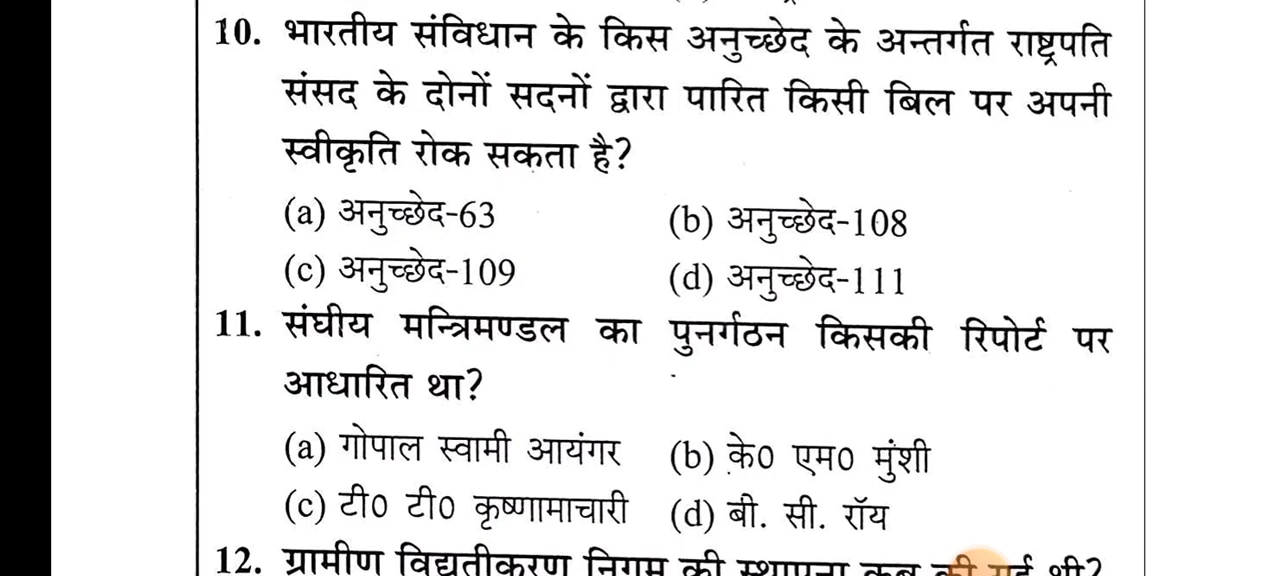 10. भारतीय संविधान के किस अनुच्छेद के अन्तर्गत राष्ट्रपति
संसद के दोनों सदनों द्वारा पारित किसी बिल पर अपनी
स्वीकृति रोक सकता है?
(a) अनुच्छेद-63 (b) अनुच्छेद-108
(c) अनुच्छेद-109 (d) अनुच्छेद-111
11. संघीय मन्त्रिमण्डल का पुनर्गठन किसकी रिपोर्ट पर
आधारित था?
(a) गोपाल स्वामी आयंगर (b) के0 एम0 मुंशी
(c) टी0 टी0 कृष्णामाचारी (d) बी. सी. रॉय
12. ग्रामीण विद्युतीकरण निगम की स्थापना कब की गई थी?